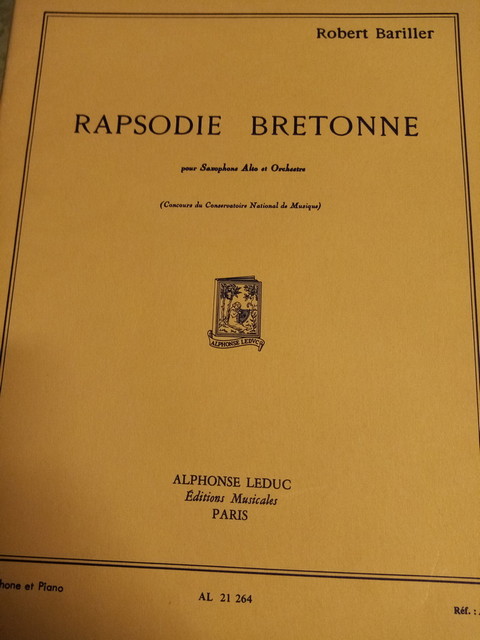 Robert Bariller
RAPSODIE BRETONNE
pour Saxophone Alto et Orchestre
(Concours du Conservatoire National de Musique)
ALPHONSE LEDUC
ALPHONSE LEDUC
Éditions Musicales
PARIS
hone et Piano
AL 21 264
Réf. :